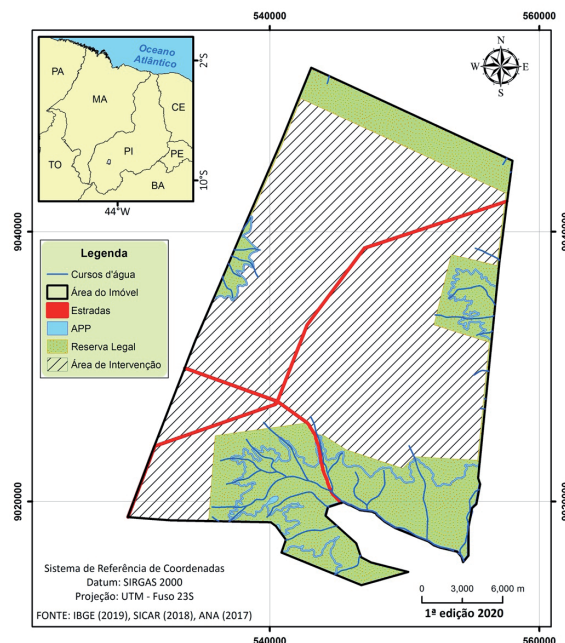 540000
560000
Oceano
Atlântico
2°S
PA
MA
CE
PI
TO
PE
BA
10°S
44°W
N
W
E
S
9040000
9040000
Legenda
Cursos d'água
Área do Imóvel
Estradas
APP
Reserva Legal
Área de Intervenção
9020000
9020000
Sistema de Referência de Coordenadas
Datum: SIRGAS 2000
Projeção: UTM - Fuso 23S
FONTE: IBGE (2019), SICAR (2018), ANA (2017)
0 3,000 6,000 m
1ª edição 2020
540000
560000